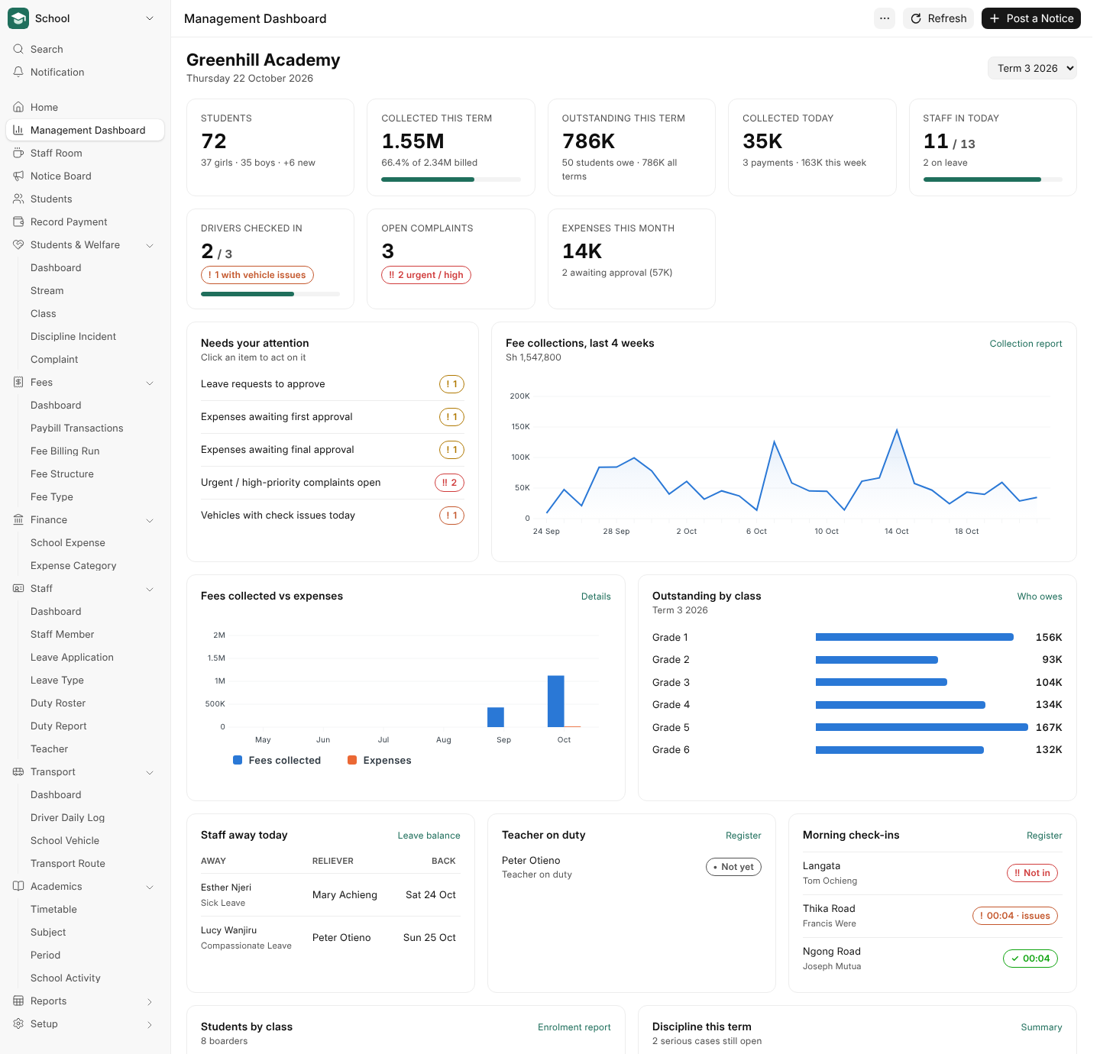 School
Search
Notification
Home
Management Dashboard
Staff Room
Notice Board
Students
Record Payment
Students & Welfare
Dashboard
Stream
Class
Discipline Incident
Complaint
Fees
Dashboard
Paybill Transactions
Fee Billing Run
Fee Structure
Fee Type
Finance
School Expense
Expense Category
Staff
Dashboard
Staff Member
Leave Application
Leave Type
Duty Roster
Duty Report
Teacher
Transport
Dashboard
Driver Daily Log
School Vehicle
Transport Route
Academics
Timetable
Subject
Period
School Activity
Reports
Setup
Management Dashboard
··· Refresh + Post a Notice
Greenhill Academy
Thursday 22 October 2026
Term 3 2026
STUDENTS
72
37 girls · 35 boys · +6 new
COLLECTED THIS TERM
1.55M
66.4% of 2.34M billed
OUTSTANDING THIS TERM
786K
50 students owe · 786K all
terms
COLLECTED TODAY
35K
3 payments · 163K this week
STAFF IN TODAY
11 / 13
2 on leave
DRIVERS CHECKED IN
2 / 3
! 1 with vehicle issues
OPEN COMPLAINTS
3
!! 2 urgent / high
EXPENSES THIS MONTH
14K
2 awaiting approval (57K)
Needs your attention
Click an item to act on it
Leave requests to approve ! 1
Expenses awaiting first approval ! 1
Expenses awaiting final approval ! 1
Urgent / high-priority complaints open !! 2
Vehicles with check issues today ! 1
Fee collections, last 4 weeks Collection report
Sh 1,547,800
200K
150K
100K
50K
0
24 Sep 28 Sep 2 Oct 6 Oct 10 Oct 14 Oct 18 Oct
Fees collected vs expenses Details
2M
1.5M
1M
500K
0
May Jun Jul Aug Sep Oct
Fees collected Expenses
Outstanding by class Who owes
Term 3 2026
Grade 1 156K
Grade 2 93K
Grade 3 104K
Grade 4 134K
Grade 5 167K
Grade 6 132K
Staff away today Leave balance
AWAY RELIEVER BACK
Esther Njeri
Sick Leave
Mary Achieng Sat 24 Oct
Lucy Wanjiru
Compassionate Leave
Peter Otieno Sun 25 Oct
Teacher on duty Register
Peter Otieno
Teacher on duty
• Not yet
Morning check-ins Register
Langata
Tom Ochieng
!! Not in
Thika Road
Francis Were
! 00:04 · issues
Ngong Road
Joseph Mutua
✓ 00:04
Students by class Enrolment report
8 boarders
Discipline this term Summary
2 serious cases still open